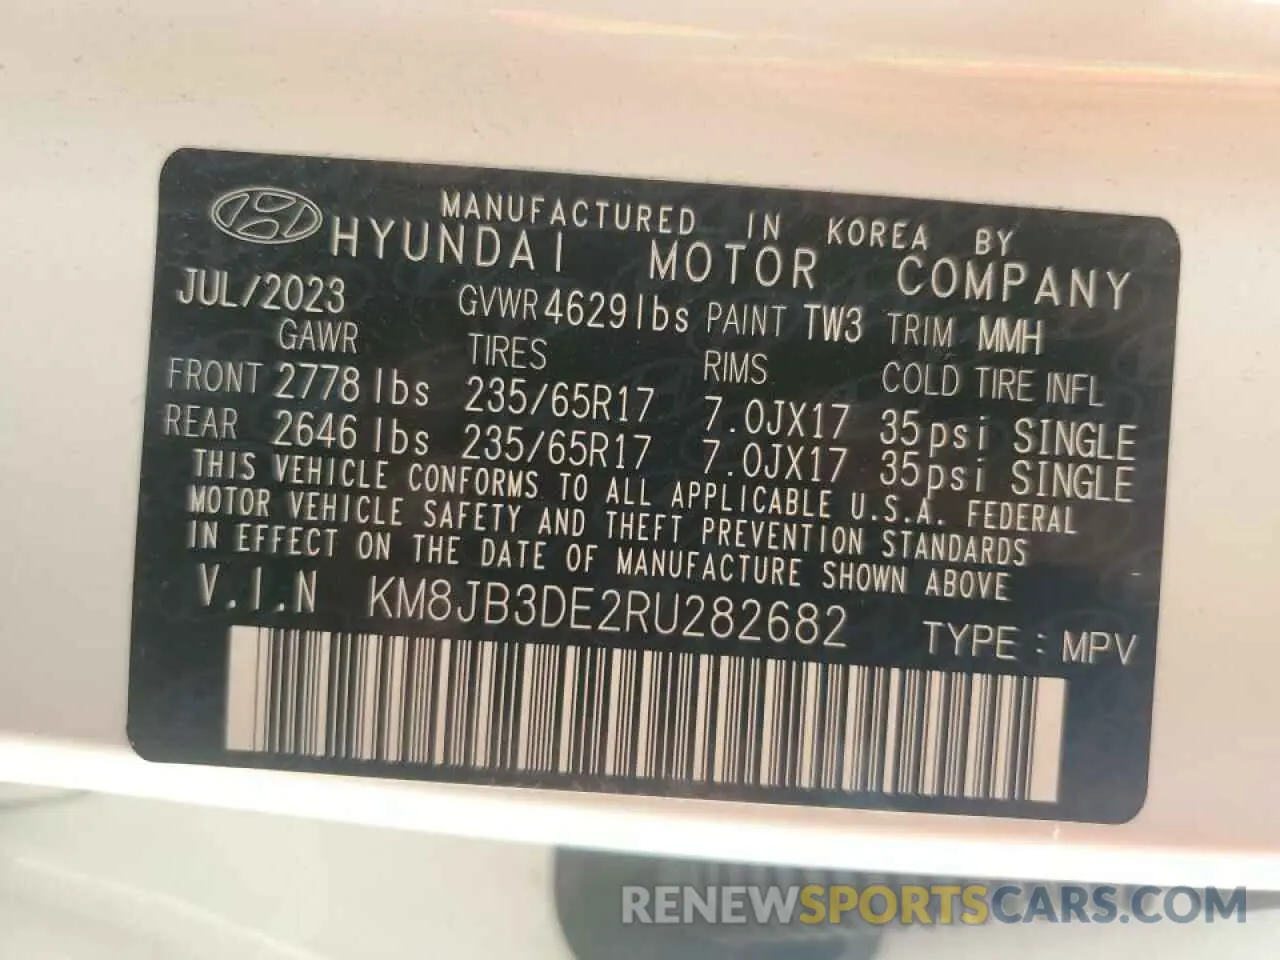 MANUFACTURED IN KOREA BY
HYUNDAI MOTOR COMPANY
JUL/2023 GVWR 4629lbs PAINT TW3 TRIM MMH
GAWR TIRES RIMS COLD TIRE INFL
FRONT 2778lbs 235/65R17 7.0JX17 35psi SINGLE
REAR 2646lbs 235/65R17 7.0JX17 35psi SINGLE
THIS VEHICLE CONFORMS TO ALL APPLICABLE U.S.A. FEDERAL
MOTOR VEHICLE SAFETY AND THEFT PREVENTION STANDARDS
IN EFFECT ON THE DATE OF MANUFACTURE SHOWN ABOVE
V.I.N KM8JB3DE2RU282682 TYPE : MPV
RENEWSPORTSCARS.COM